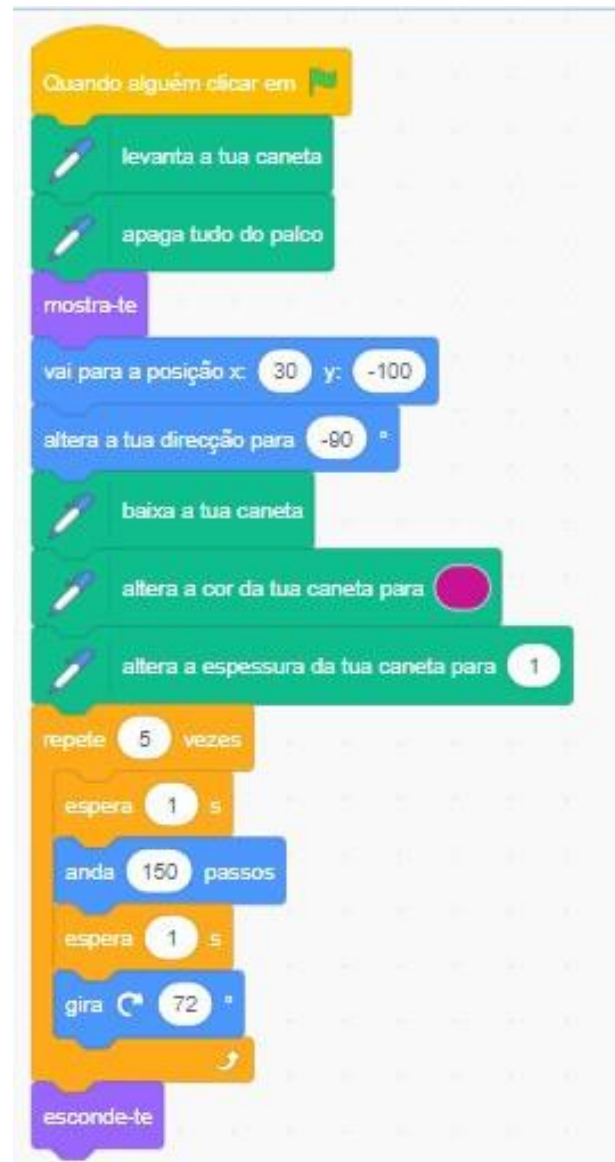 Quando alguém clicar em
levanta a tua caneta
apaga tudo do palco
mostra-te
vai para a posição x: 30 y: -100
altera a tua direcção para -90 °
baixa a tua caneta
altera a cor da tua caneta para
altera a espessura da tua caneta para 1
repete 5 vezes
espera 1 s
anda 150 passos
espera 1 s
gira 72 °
esconde-te